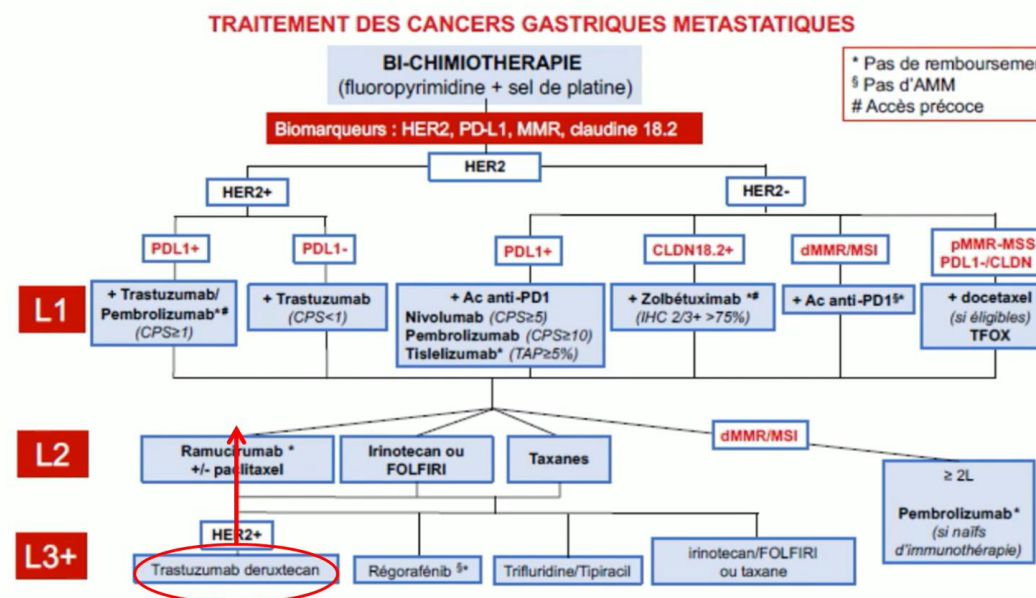 TRAITEMENT DES CANCERS GASTRIQUES METASTATIQUES
BI-CHIMIOTHERAPIE
(fluoropyrimidine + sel de platine)
* Pas de remboursemen
§ Pas d'AMM
# Accès précoce
Biomarqueurs : HER2, PD-L1, MMR, claudine 18.2
HER2
HER2+
HER2-
PDL1+
PDL1-
PDL1+
CLDN18.2+
dMMR/MSI
pMMR-MSS
PDL1-/CLDN
L1
+ Trastuzumab/
Pembrolizumab*#
(CPS≥1)
+ Trastuzumab
(CPS<1)
+ Ac anti-PD1
Nivolumab (CPS≥5)
Pembrolizumab (CPS≥10)
Tislelizumab* (TAP≥5%)
+ Zolbétuximab *#
(IHC 2/3+ >75%)
+ Ac anti-PD1§*
+ docetaxel
(si éligibles)
TFOX
L2
Ramucirumab *
+/- paclitaxel
Irinotecan ou
FOLFIRI
Taxanes
dMMR/MSI
≥ 2L
Pembrolizumab*
(si naïfs
d'immunothérapie)
L3+
HER2+
Trastuzumab deruxtecan
Régorafénib §*
Trifluridine/Tipiracil
irinotecan/FOLFIRI
ou taxane